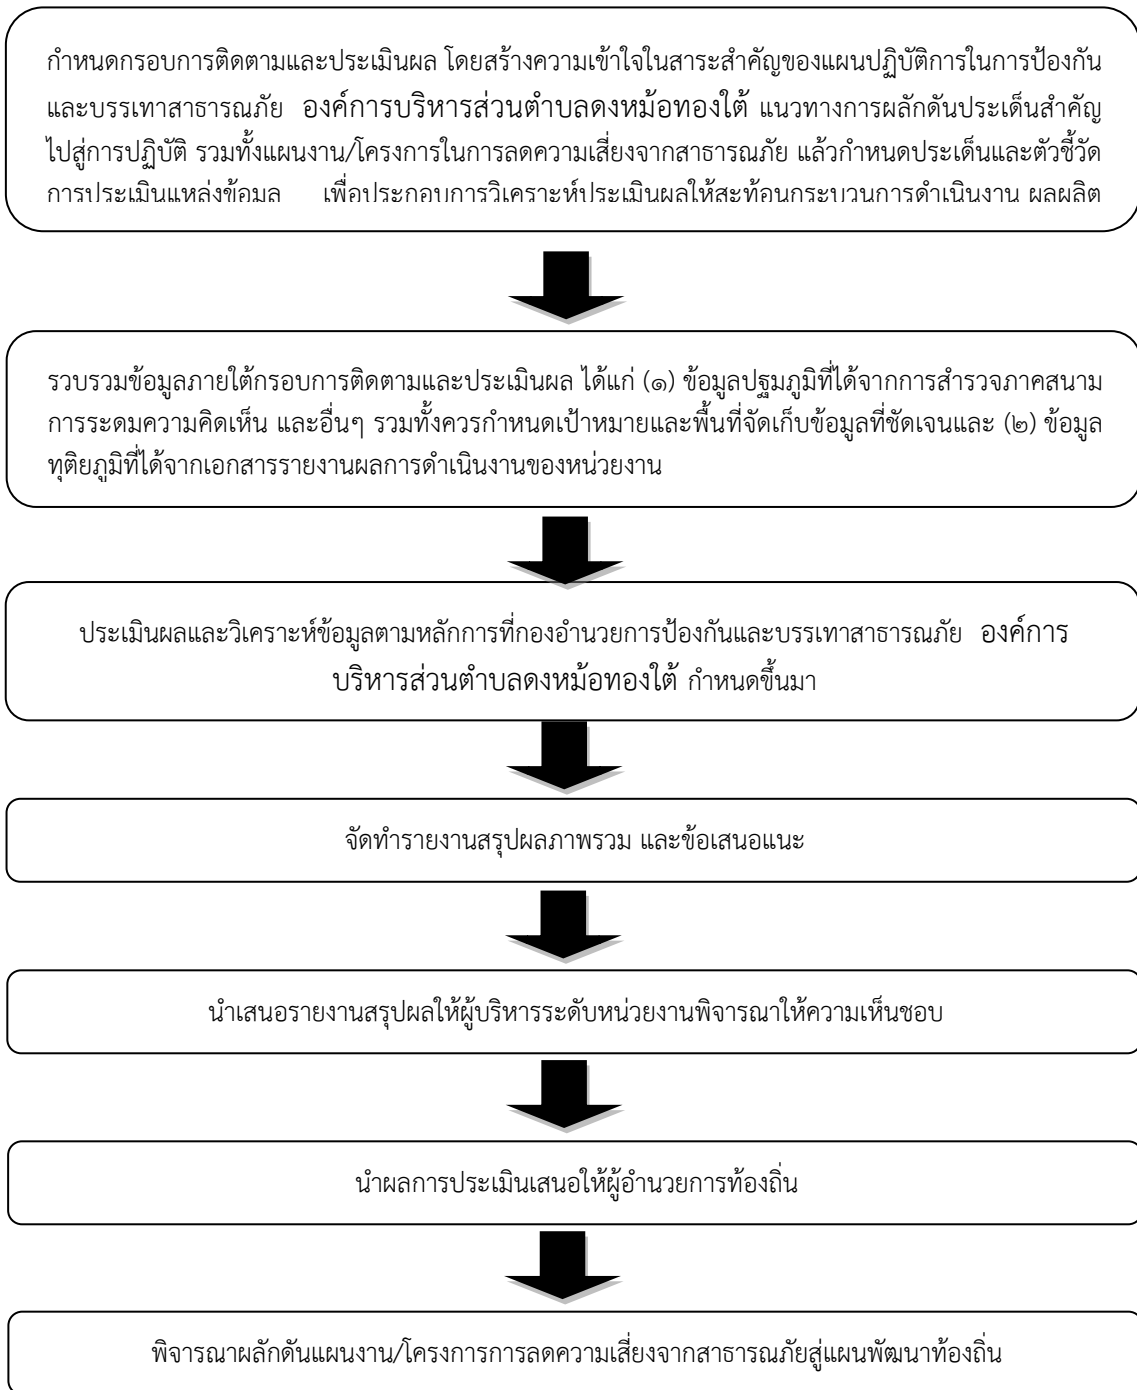 กำหนดกรอบการติดตามและประเมินผล โดยสร้างความเข้าใจในสาระสำคัญของแผนปฏิบัติการในการป้องกัน
และบรรเทาสาธารณภัย องค์การบริหารส่วนตำบลดงหม้อทองใต้ แนวทางการผลักดันประเด็นสำคัญ
ไปสู่การปฏิบัติ รวมทั้งแผนงาน/โครงการในการลดความเสี่ยงจากสาธารณภัย แล้วกำหนดประเด็นและตัวชี้วัด
การประเมินแหล่งข้อมูล เพื่อประกอบการวิเคราะห์ประเมินผลให้สะท้อนกระบวนการดำเนินงาน ผลผลิต
รวบรวมข้อมูลภายใต้กรอบการติดตามและประเมินผล ได้แก่ (๑) ข้อมูลปฐมภูมิที่ได้จากการสำรวจภาคสนาม
การระดมความคิดเห็น และอื่นๆ รวมทั้งควรกำหนดเป้าหมายและพื้นที่จัดเก็บข้อมูลที่ชัดเจนและ (๒) ข้อมูล
ทุติยภูมิที่ได้จากเอกสารรายงานผลการดำเนินงานของหน่วยงาน
ประเมินผลและวิเคราะห์ข้อมูลตามหลักการที่กองอำนวยการป้องกันและบรรเทาสาธารณภัย องค์การ
บริหารส่วนตำบลดงหม้อทองใต้ กำหนดขึ้นมา
จัดทำรายงานสรุปผลภาพรวม และข้อเสนอแนะ
นำเสนอรายงานสรุปผลให้ผู้บริหารระดับหน่วยงานพิจารณาให้ความเห็นชอบ
นำผลการประเมินเสนอให้ผู้อำนวยการท้องถิ่น
พิจารณาผลักดันแผนงาน/โครงการการลดความเสี่ยงจากสาธารณภัยสู่แผนพัฒนาท้องถิ่น